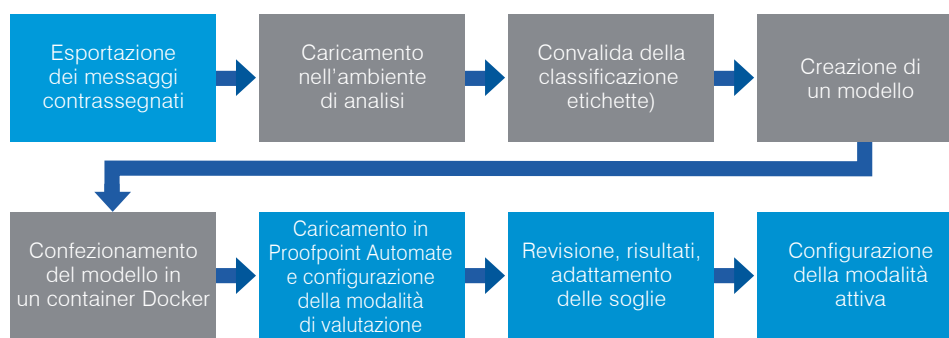 Esportazione
dei messaggi
contrassegnati
Caricamento
nell'ambiente
di analisi
Convalida della
classificazione
etichette)
Creazione di
un modello
Confezionamento
del modello in
un container Docker
Caricamento in
Proofpoint Automate
e configurazione
della modalità
di valutazione
Revisione, risultati,
adattamento
delle soglie
Configurazione
della modalità
attiva